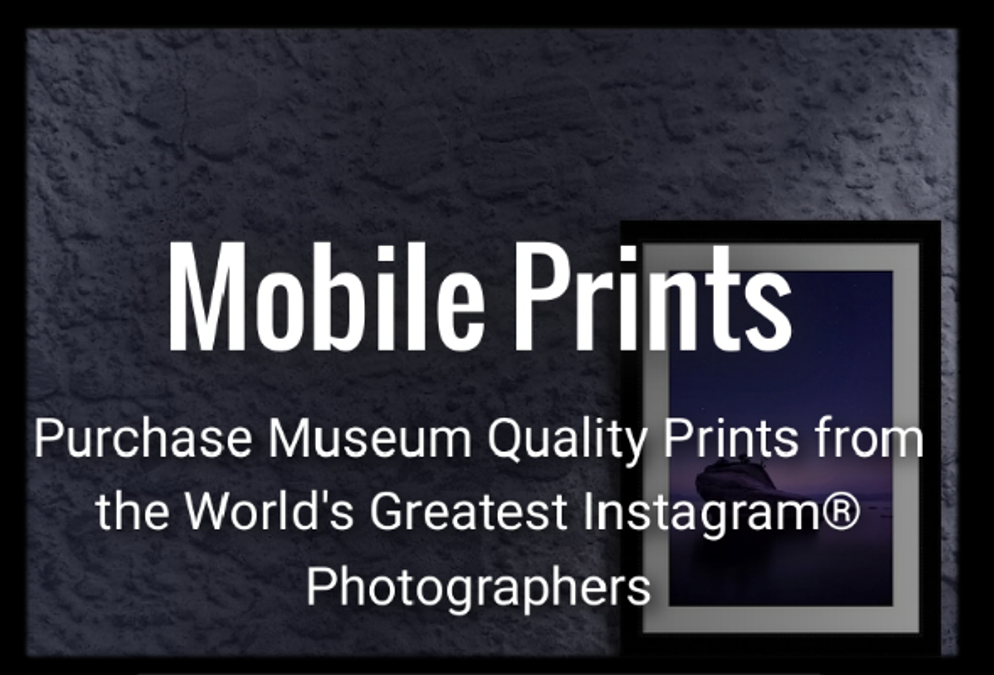 Mobile Prints
Purchase Museum Quality Prints from
the World's Greatest Instagram®
Photographers